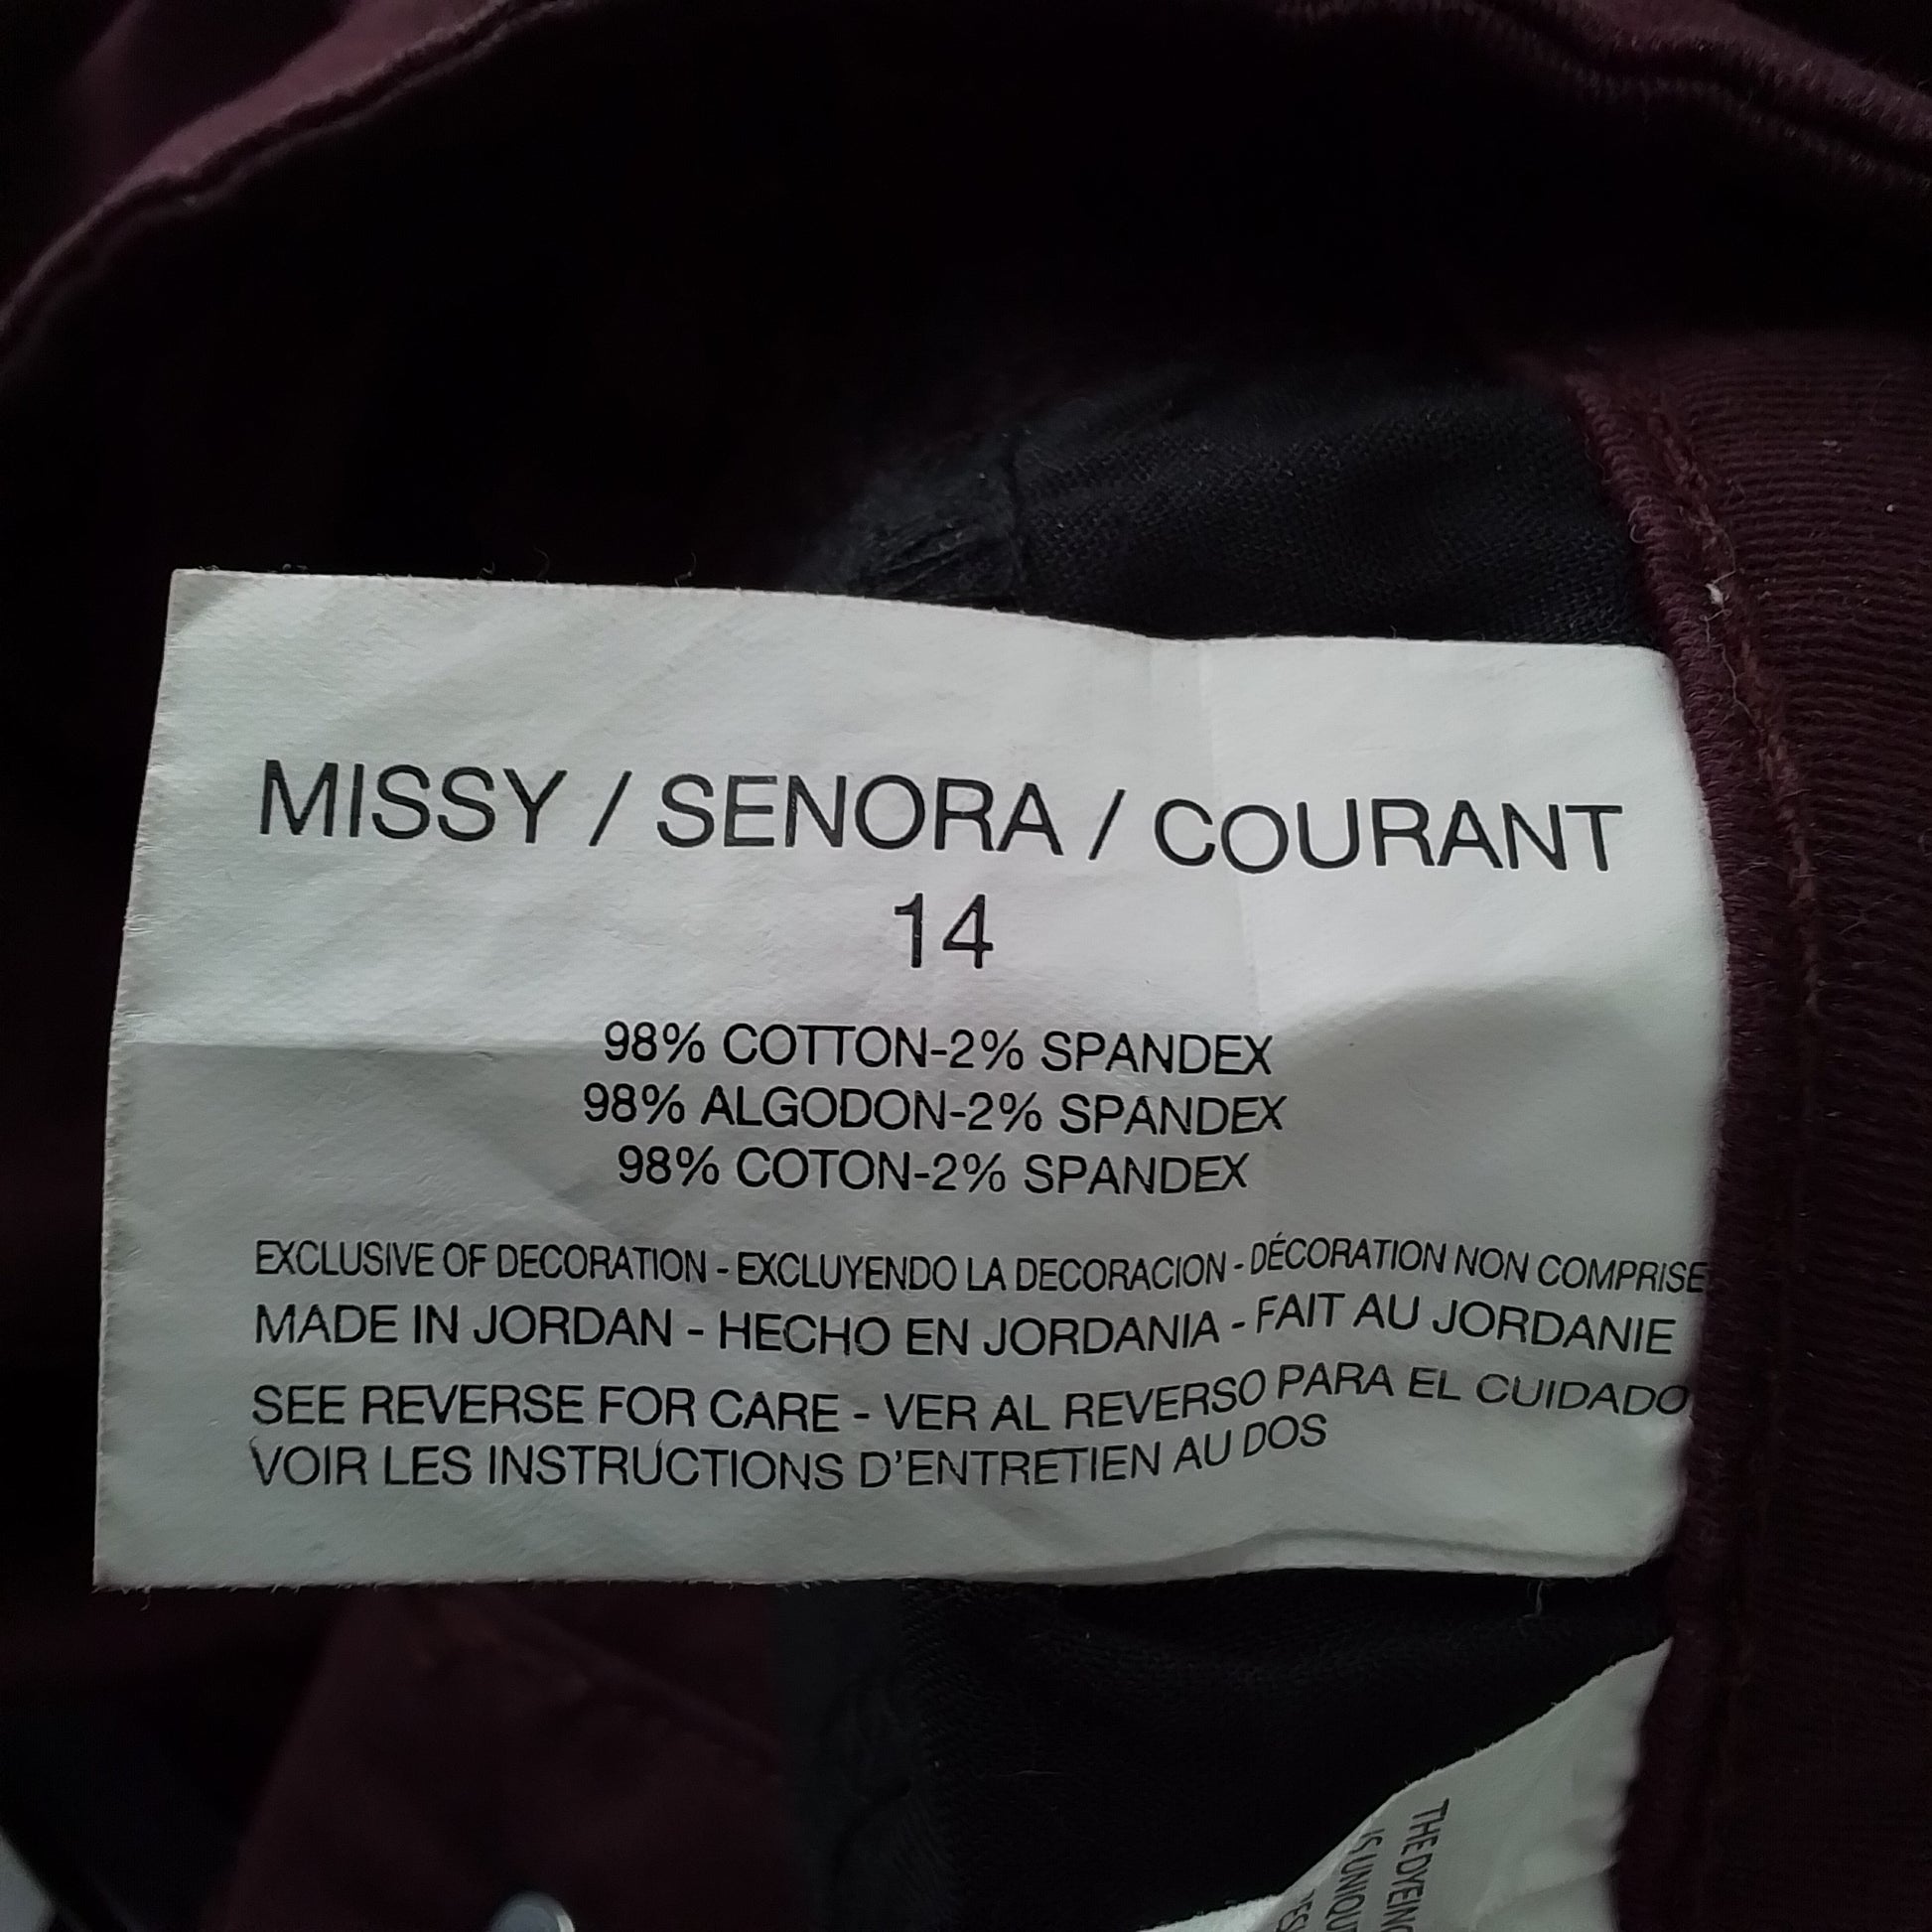 MISSY / SENORA / COURANT
14
98% COTTON-2% SPANDEX
98% ALGODON-2% SPANDEX
98% COTON-2% SPANDEX
EXCLUSIVE OF DECORATION - EXCLUYENDO LA DECORACION - DÉCORATION NON COMPRISE
MADE IN JORDAN - HECHO EN JORDANIA - FAIT AU JORDANIE
SEE REVERSE FOR CARE - VER AL REVERSO PARA EL CUIDADO
VOIR LES INSTRUCTIONS D'ENTRETIEN AU DOS
THE
IS